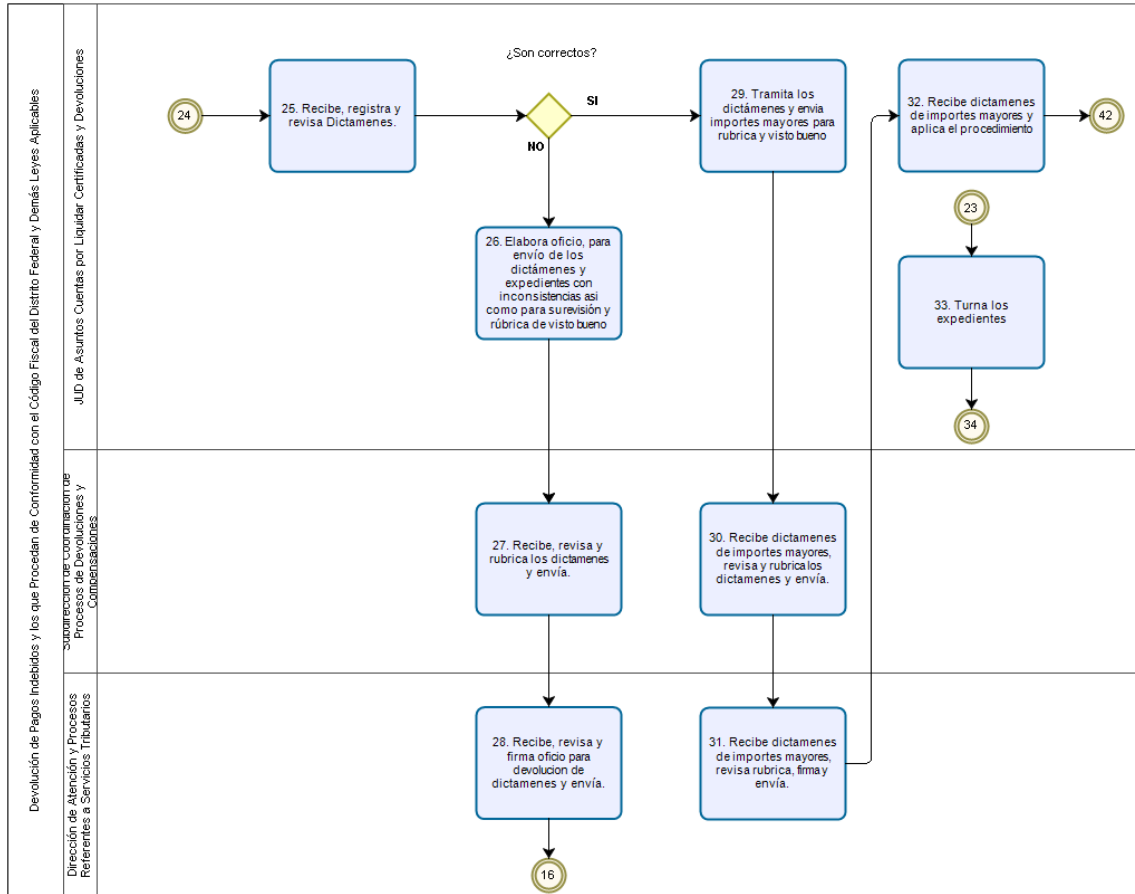 Devolución de Pagos Indebidos y los que Procedan de Conformidad con el Código Fiscal del Distrito Federal y Demás Leyes Aplicables
JUD de Asuntos Cuentas por Liquidar Certificadas y Devoluciones
24
25. Recibe, registra y
revisa Dictamenes.
¿Son correctos?
SI
NO
29. Tramita los
dictámenes y envia
importes mayores para
rubrica y visto bueno
32. Recibe dictamenes
de importes mayores y
aplica el procedimiento
42
26. Elabora oficio, para
envío de los
dictámenes y
expedientes con
inconsistencias asi
como para surevisión y
rúbrica de visto bueno
23
33. Turna los
expedientes
34
Subdirección de Coordinación de
Procesos de Devoluciones y
Compensaciones
27. Recibe, revisa y
rubrica los dictamenes
y envía.
30. Recibe dictamenes
de importes mayores,
revisa y rubrica los
dictamenes y envía.
Dirección de Atención y Procesos
Referentes a Servicios Tributarios
28. Recibe, revisa y
firma oficio para
devolucion de
dictamenes y envía.
31. Recibe dictamenes
de importes mayores,
revisa rubrica, firma y
envía.
16